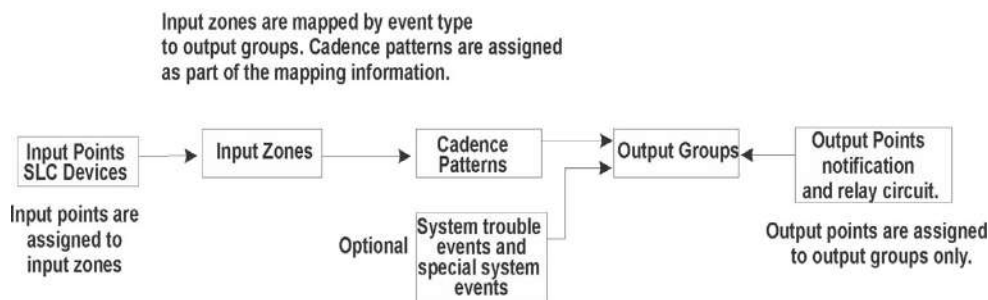 Input zones are mapped by event type
to output groups. Cadence patterns are assigned
as part of the mapping information.
Input Points
SLC Devices
Input Zones
Cadence
Patterns
Output Groups
Output Points
notification
and relay circuit.
Input points are
assigned to
input zones
Optional
System trouble
events and
special system
events
Output points are assigned
to output groups only.